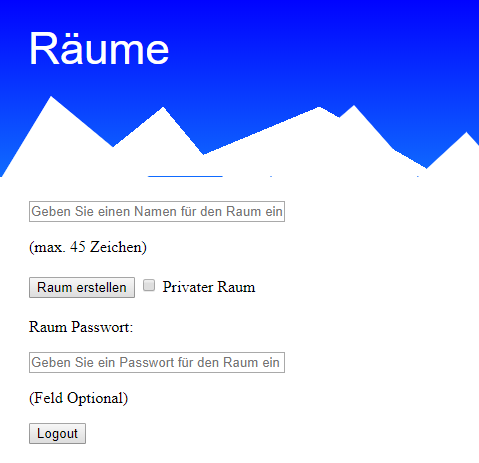 Räume
Geben Sie einen Namen für den Raum ein
(max. 45 Zeichen)
Raum erstellen Privater Raum
Raum Passwort:
Geben Sie ein Passwort für den Raum ein
(Feld Optional)
Logout